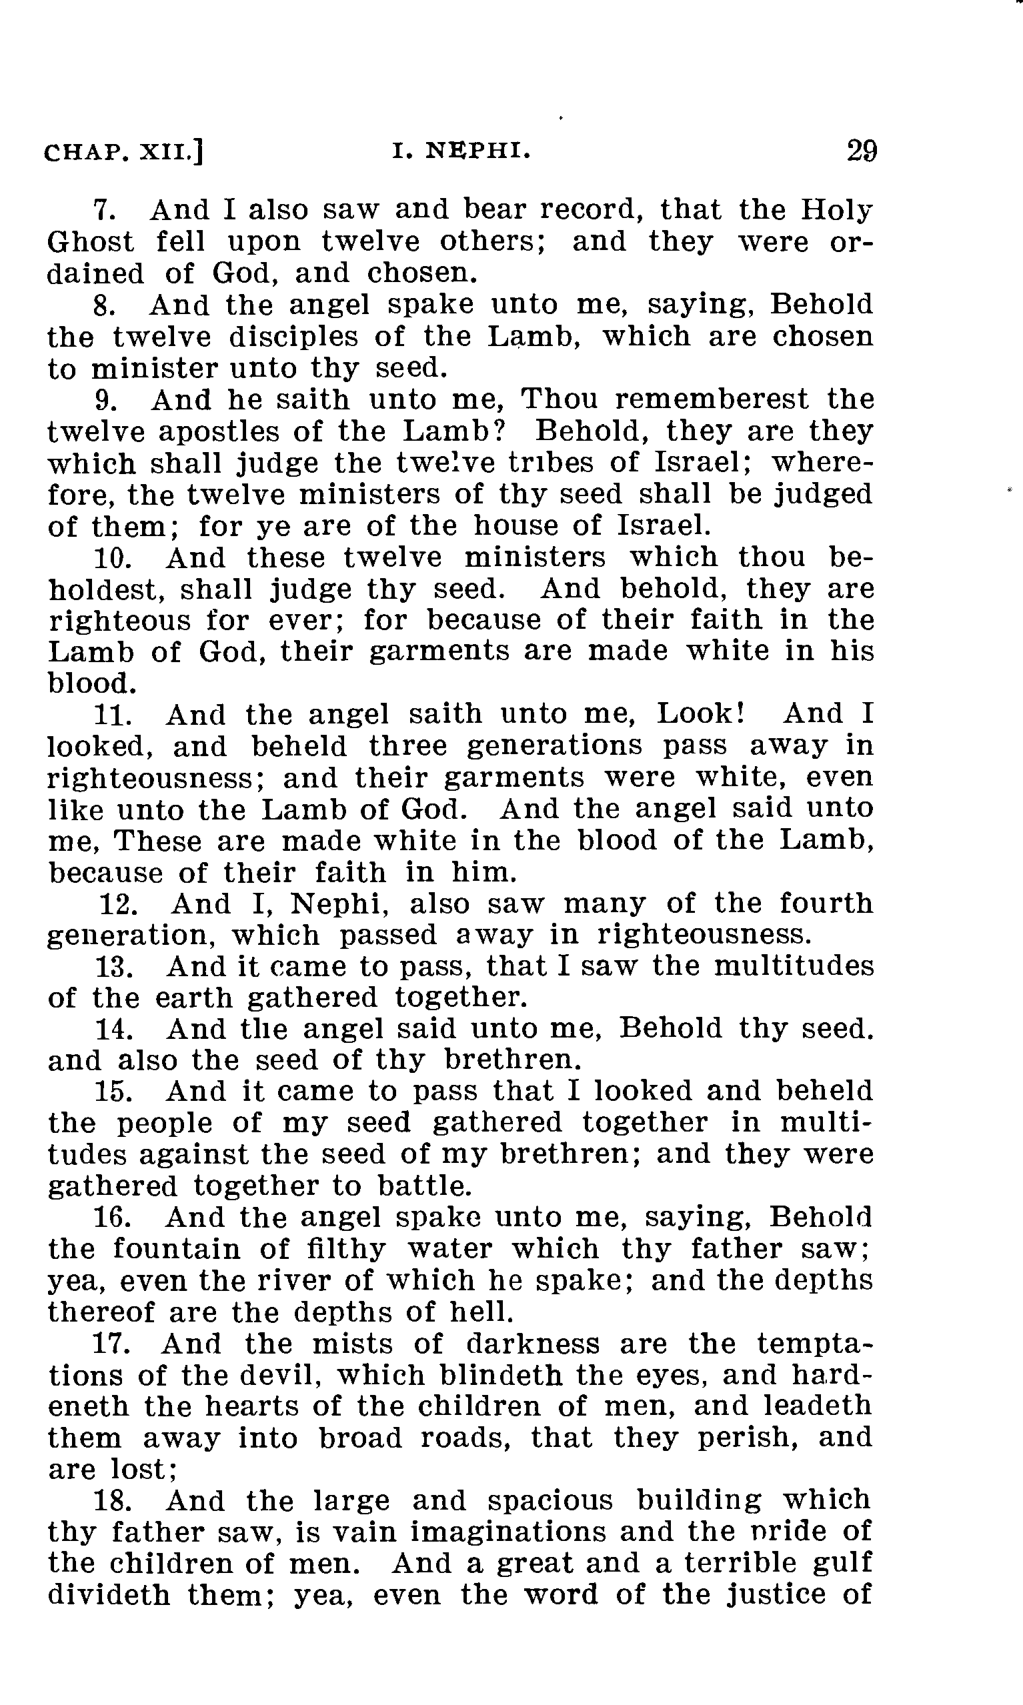 CHAP. XII.] I. NEPHI. 29
7. And I also saw and bear record, that the Holy
Ghost fell upon twelve others; and they were or-
dained of God, and chosen.
8. And the angel spake unto me, saying, Behold
the twelve disciples of the Lamb, which are chosen
to minister unto thy seed.
9. And he saith unto me, Thou rememberest the
twelve apostles of the Lamb? Behold, they are they
which shall judge the twelve tribes of Israel; where-
fore, the twelve ministers of thy seed shall be judged
of them; for ye are of the house of Israel.
10. And these twelve ministers which thou be-
holdest, shall judge thy seed. And behold, they are
righteous for ever; for because of their faith in the
Lamb of God, their garments are made white in his
blood.
11. And the angel saith unto me, Look! And I
looked, and beheld three generations pass away in
righteousness; and their garments were white, even
like unto the Lamb of God. And the angel said unto
me, These are made white in the blood of the Lamb,
because of their faith in him.
12. And I, Nephi, also saw many of the fourth
generation, which passed away in righteousness.
13. And it came to pass, that I saw the multitudes
of the earth gathered together.
14. And the angel said unto me, Behold thy seed.
and also the seed of thy brethren.
15. And it came to pass that I looked and beheld
the people of my seed gathered together in multi-
tudes against the seed of my brethren; and they were
gathered together to battle.
16. And the angel spake unto me, saying, Behold
the fountain of filthy water which thy father saw;
yea, even the river of which he spake; and the depths
thereof are the depths of hell.
17. And the mists of darkness are the tempta-
tions of the devil, which blindeth the eyes, and hard-
eneth the hearts of the children of men, and leadeth
them away into broad roads, that they perish, and
are lost;
18. And the large and spacious building which
thy father saw, is vain imaginations and the pride of
the children of men. And a great and a terrible gulf
divideth them; yea, even the word of the justice of